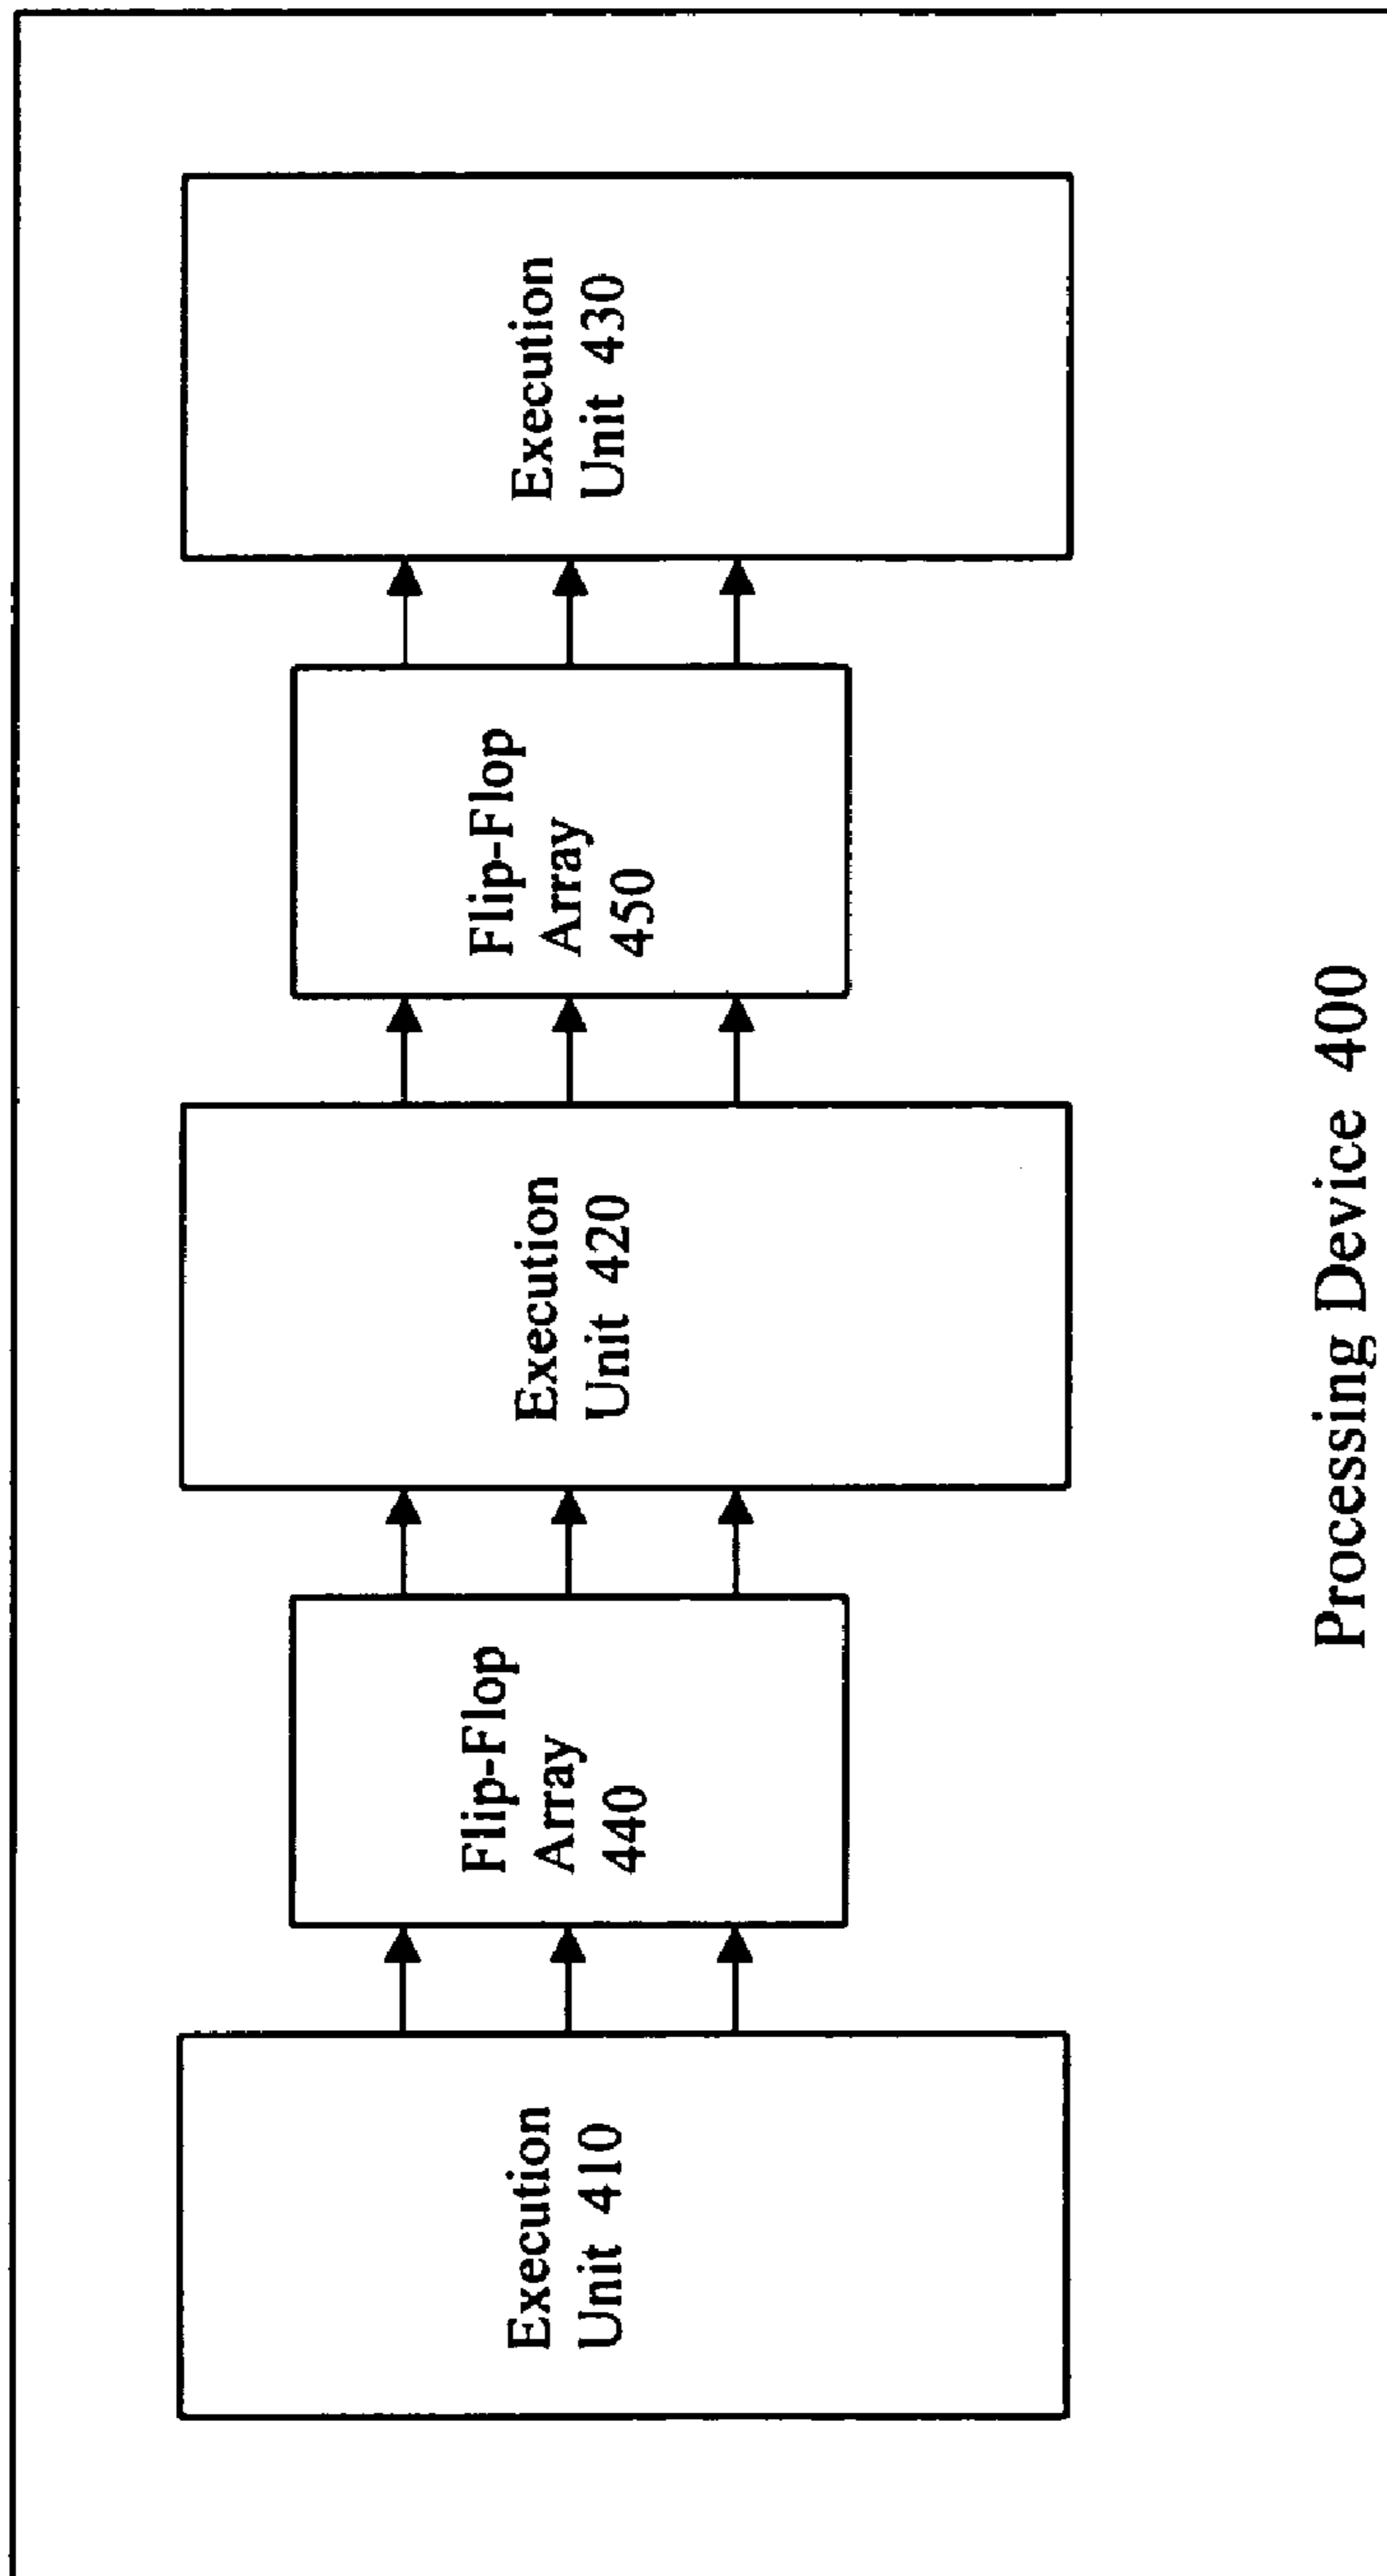 Execution
Unit 410
Flip-Flop
Array
440
Execution
Unit 420
Flip-Flop
Array
450
Execution
Unit 430
Processing Device 400